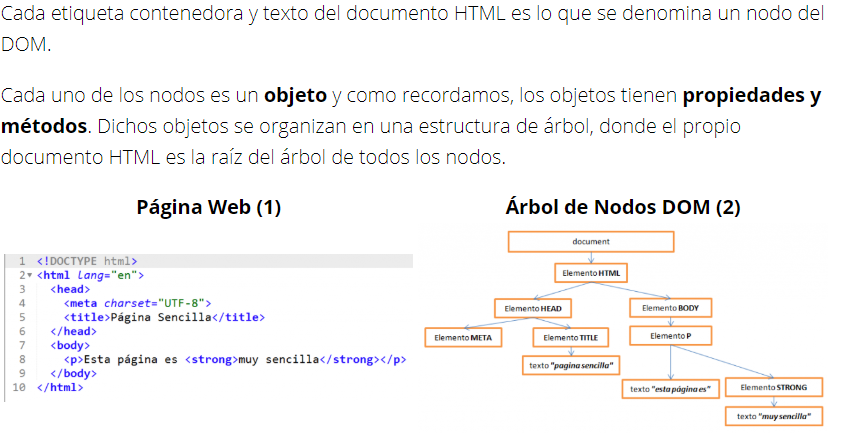 Cada etiqueta contenedora y texto del documento HTML es lo que se denomina un nodo del
DOM.
Cada uno de los nodos es un objeto y como recordamos, los objetos tienen propiedades y
métodos. Dichos objetos se organizan en una estructura de árbol, donde el propio
documento HTML es la raíz del árbol de todos los nodos.
Página Web (1)
1 <!DOCTYPE html>
2 <html lang="en">
3 <head>
4 <meta charset="UTF-8">
5 <title>Página Sencilla</title>
6 </head>
7 <body>
8 <p>Esta página es <strong>muy sencilla</strong></p>
9 </body>
10 </html>
Árbol de Nodos DOM (2)
document
Elemento HTML
Elemento HEAD
Elemento BODY
Elemento META
Elemento TITLE
Elemento P
texto "pagina sencilla"
texto "esta página es"
Elemento STRONG
texto "muy sencilla"